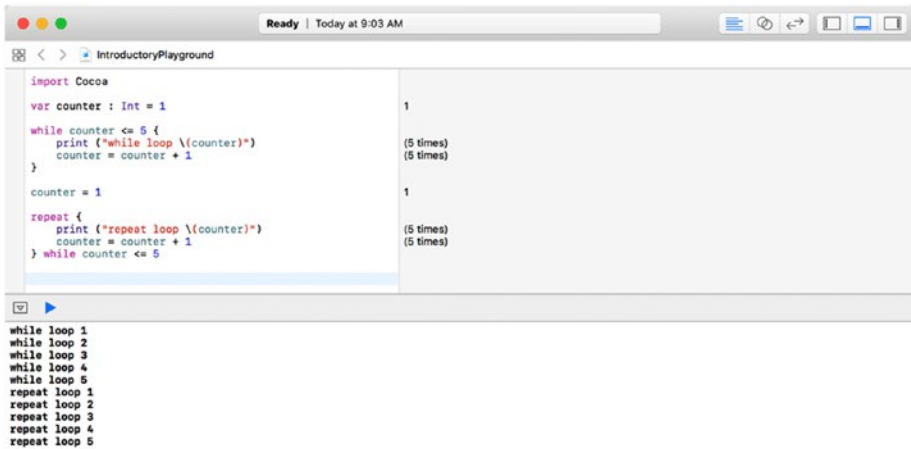 Ready | Today at 9:03 AM
IntroductoryPlayground
import Cocoa
var counter : Int = 1
1
while counter <= 5 {
print ("while loop \(counter)")
(5 times)
counter = counter + 1
(5 times)
}
counter = 1
1
repeat {
print ("repeat loop \(counter)")
(5 times)
counter = counter + 1
(5 times)
} while counter <= 5
while loop 1
while loop 2
while loop 3
while loop 4
while loop 5
repeat loop 1
repeat loop 2
repeat loop 3
repeat loop 4
repeat loop 5